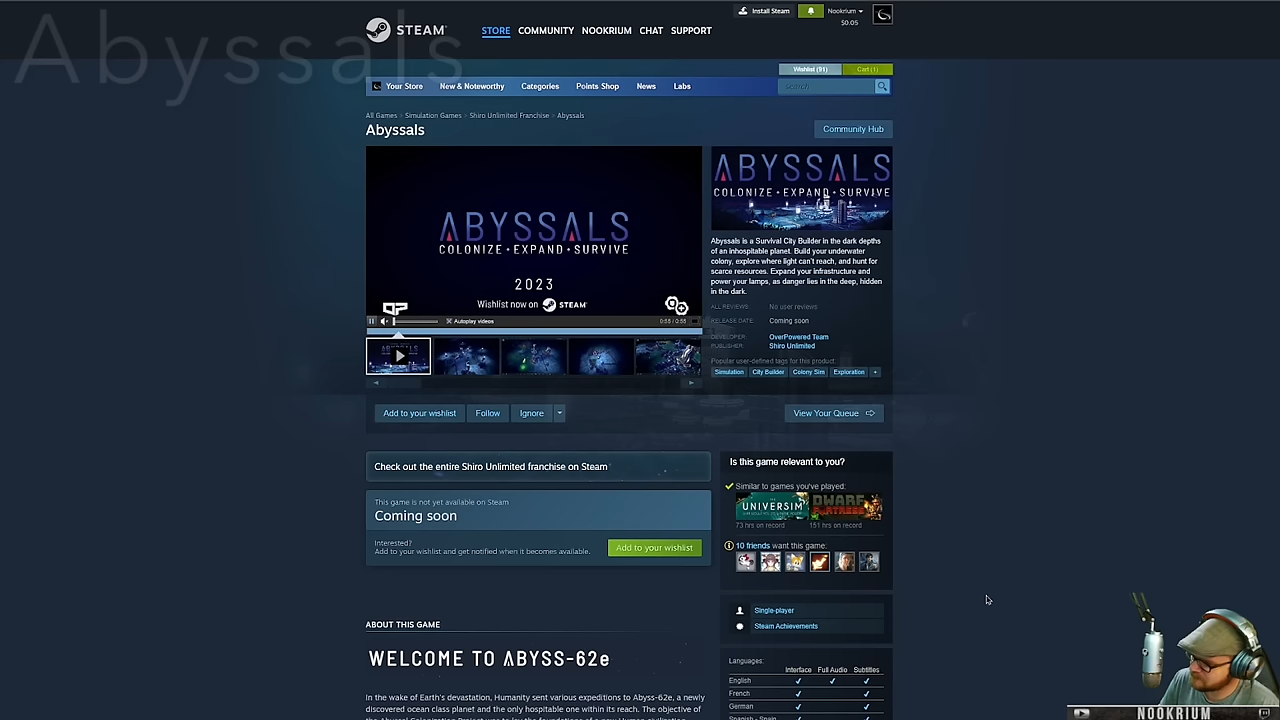 Abyssals
STEAM
STORE COMMUNITY NOOKRIUM CHAT SUPPORT
Install Steam
Nookrium
$0.05
Wishlist (91)
Cart (1)
Your Store New & Noteworthy Categories Points Shop News Labs
search
All Games > Simulation Games > Shiro Unlimited Franchise > Abyssals
Abyssals
Community Hub
ABYSSALS
COLONIZE • EXPAND • SURVIVE
2023
Wishlist now on STEAM
Autoplay videos
0:58 / 0:55
ABYSSALS
COLONIZE • EXPAND • SURVIVE
Abyssals is a Survival City Builder in the dark depths
of an inhospitable planet. Build your underwater
colony, explore where light can't reach, and hunt for
scarce resources. Expand your infrastructure and
power your lamps, as danger lies in the deep, hidden
in the dark.
ALL REVIEWS: No user reviews
RELEASE DATE: Coming soon
DEVELOPER: OverPowered Team
PUBLISHER: Shiro Unlimited
Popular user-defined tags for this product:
Simulation City Builder Colony Sim Exploration +
Add to your wishlist Follow Ignore
View Your Queue
Check out the entire Shiro Unlimited franchise on Steam
This game is not yet available on Steam
Coming soon
Interested?
Add to your wishlist and get notified when it becomes available.
Add to your wishlist
Is this game relevant to you?
Similar to games you've played:
UNIVERSIM
DWARF FORTRESS
73 hrs on record
151 hrs on record
10 friends want this game:
Single-player
Steam Achievements
Languages:
Interface Full Audio Subtitles
English ✓ ✓ ✓
French ✓ ✓
German ✓ ✓
Spanish - Spain
ABOUT THIS GAME
WELCOME TO ABYSS-62e
In the wake of Earth's devastation, Humanity sent various expeditions to Abyss-62e, a newly
discovered ocean class planet and the only hospitable one within its reach. The objective of
NOOKRIUM